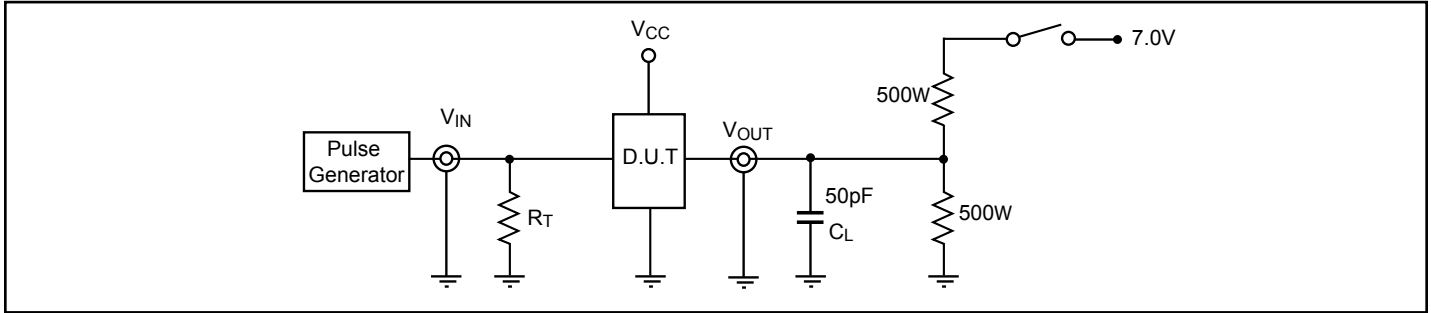 VCC
7.0V
500W
VIN
VOUT
Pulse
Generator
D.U.T
50pF
500W
RT
CL